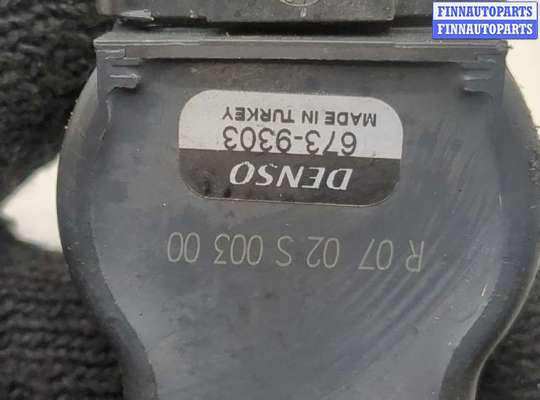 FINNAUTOPARTS
FINNAUTOPARTS
R 07 02 S 003 00
DENSO
673-9303
MADE IN TURKEY